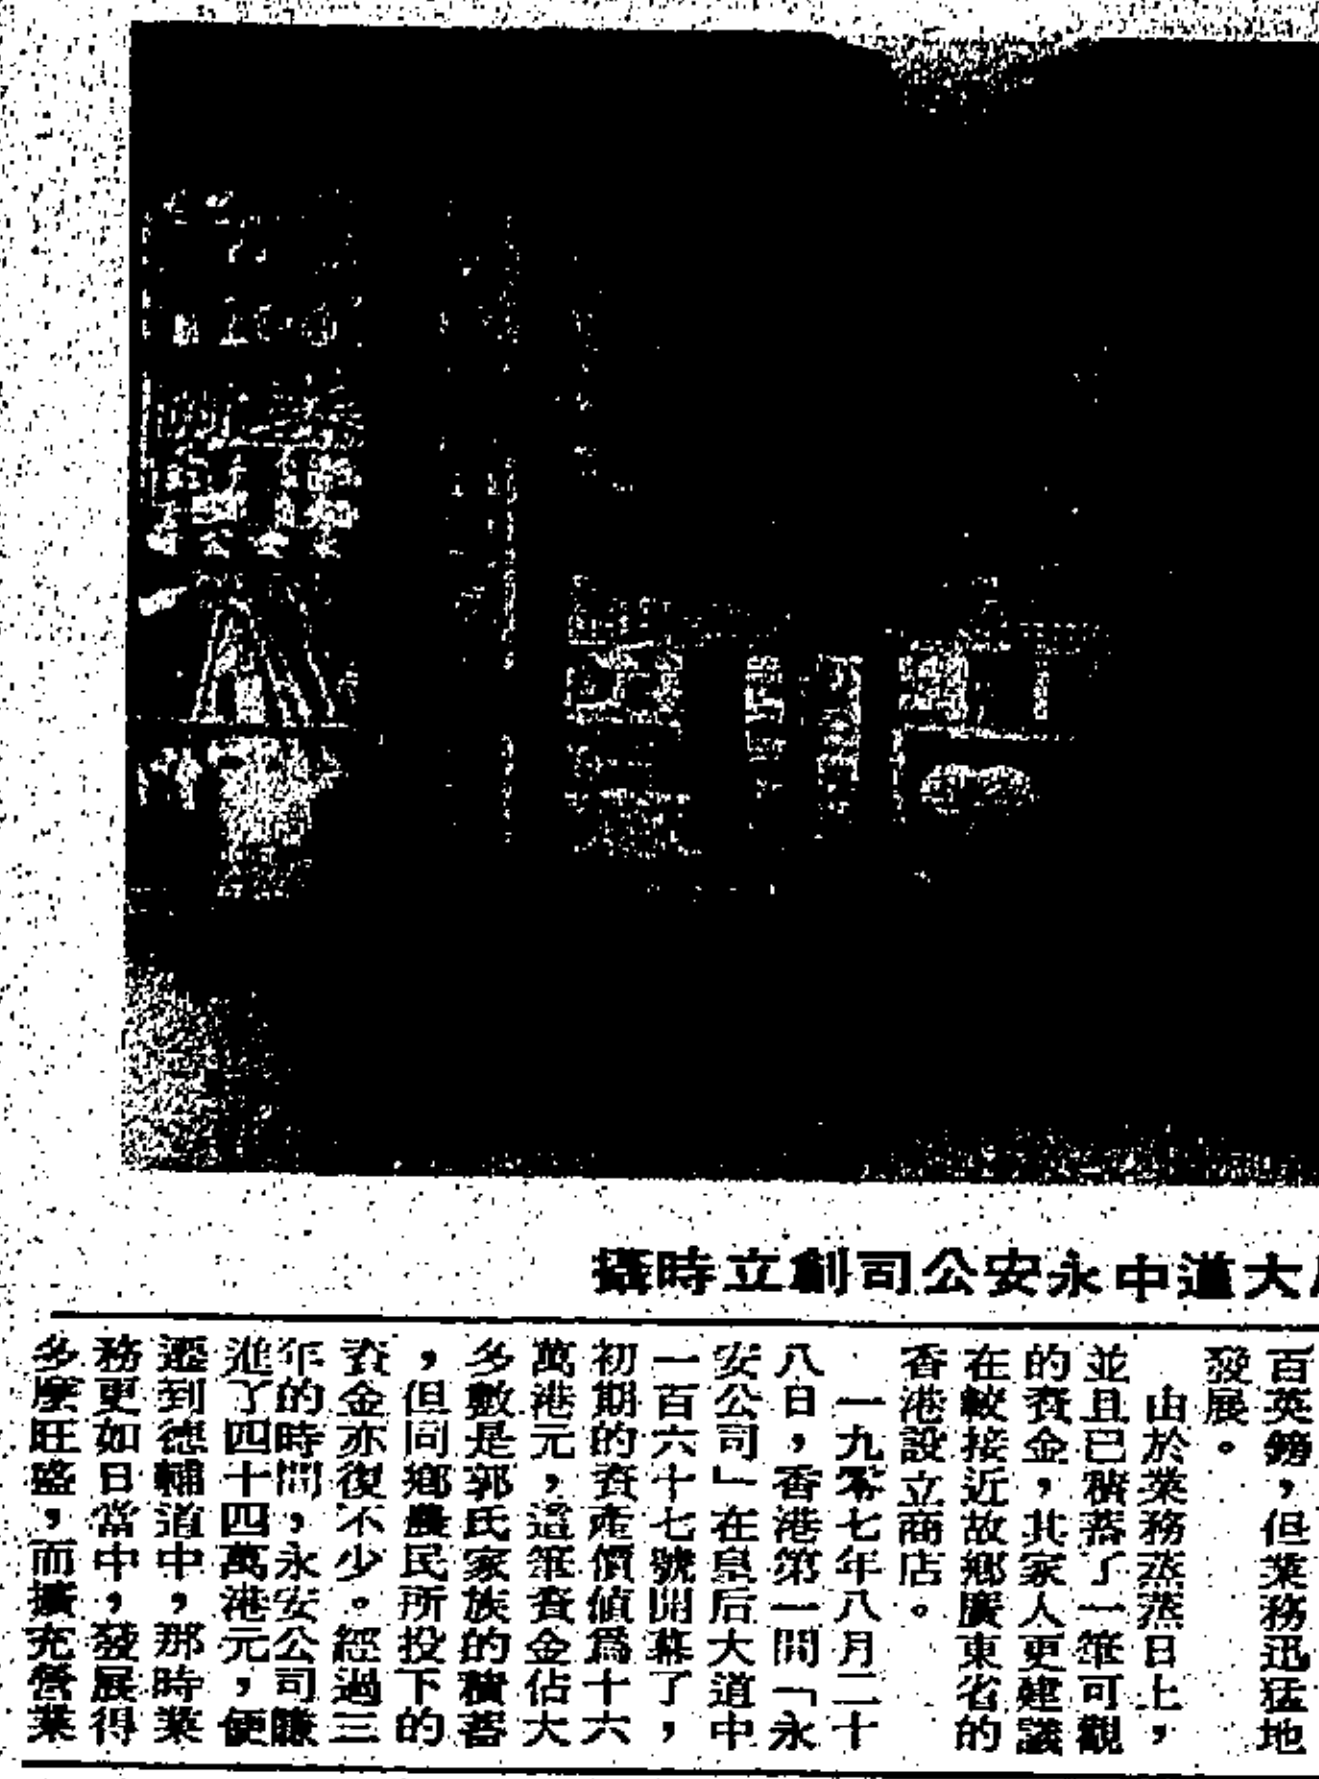 大道中永安公司創立時攝
百英鎊，但業務迅猛地
發展。
由於業務蒸蒸日上，
並且已積蓄了一筆可觀
的資金，其家人更建議
在較接近故鄉廣東省的
香港設立商店。
一九零七年八月二十
八日，香港第一間「永
安公司」在皇后大道中
一百六十七號開幕了，
初期的資產價值爲十六
萬港元，這筆資金佔大
多數是郭氏家族的積蓄
，但同鄉農民所投下的
資金亦復不少。經過三
年的時間，永安公司賺
進了四十四萬港元，便
遷到德輔道中，那時業
務更如日當中，發展得
多麼旺盛，而擴充營業